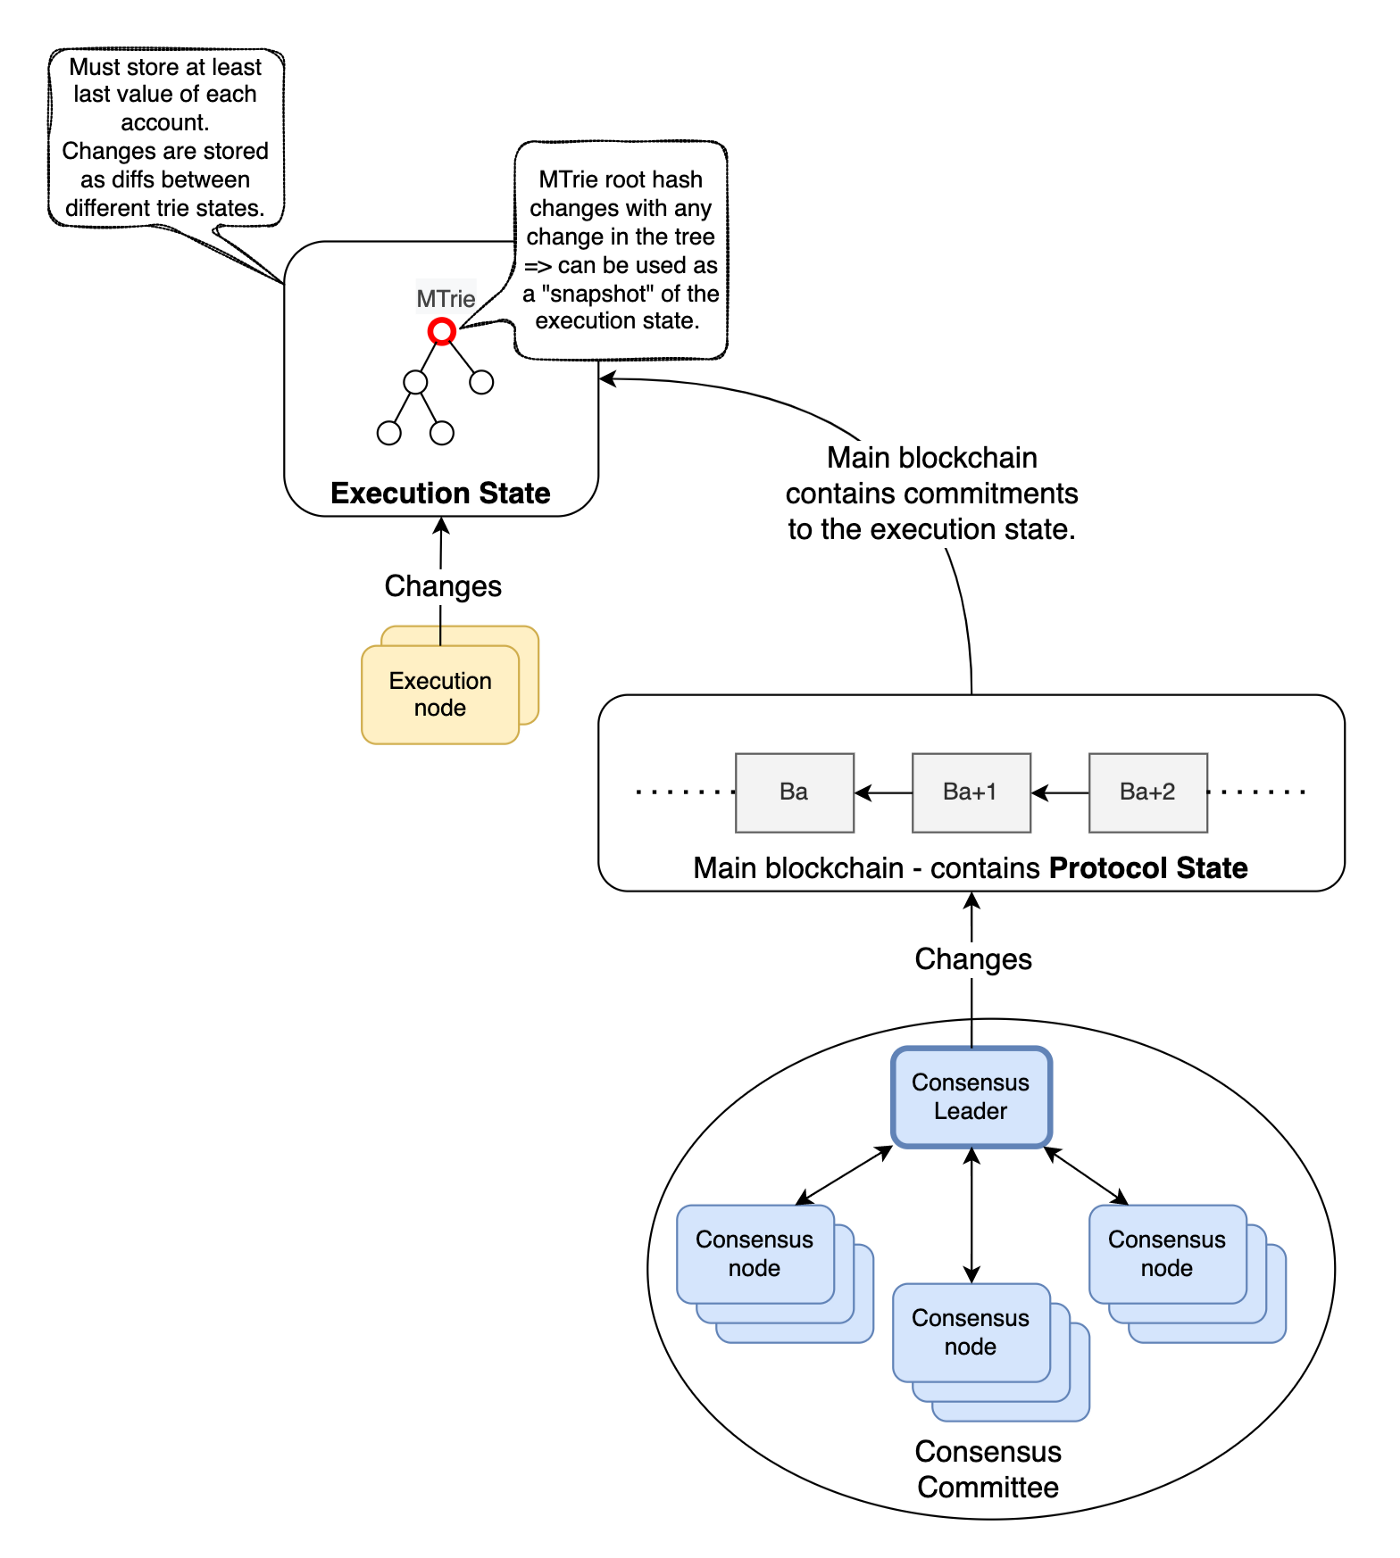 Must store at least
last value of each
account.
Changes are stored
as diffs between
different trie states.
MTrie root hash
changes with any
change in the tree
=> can be used as
a "snapshot" of the
execution state.
MTrie
Execution State
Main blockchain
contains commitments
to the execution state.
Changes
Execution
node
Ba
Ba+1
Ba+2
Main blockchain - contains Protocol State
Changes
Consensus
Leader
Consensus
node
Consensus
node
Consensus
node
Consensus
Committee